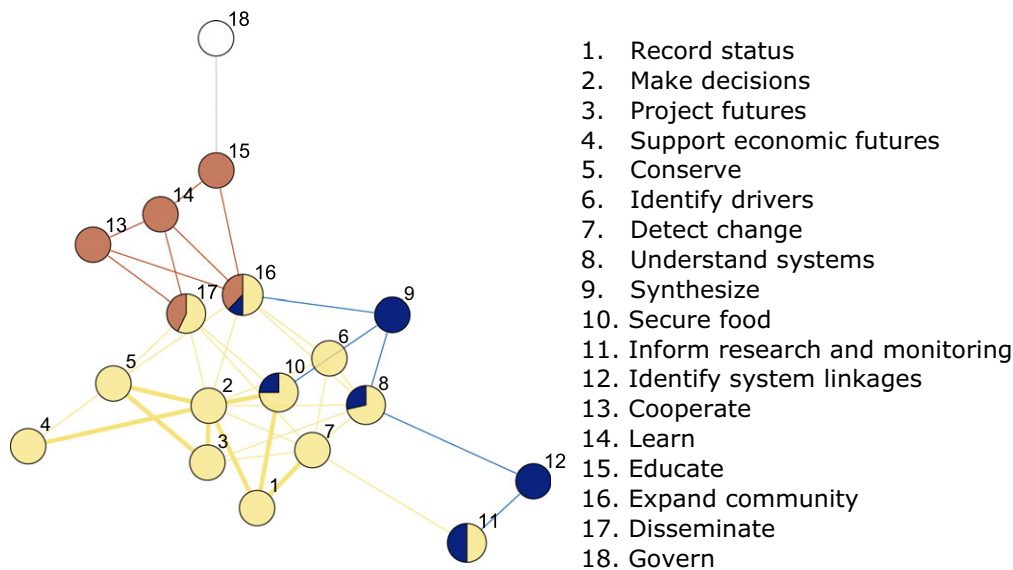 18
15
14
13
16
17
9
6
5
10
8
2
4
3
7
12
1
11
1. Record status
2. Make decisions
3. Project futures
4. Support economic futures
5. Conserve
6. Identify drivers
7. Detect change
8. Understand systems
9. Synthesize
10. Secure food
11. Inform research and monitoring
12. Identify system linkages
13. Cooperate
14. Learn
15. Educate
16. Expand community
17. Disseminate
18. Govern